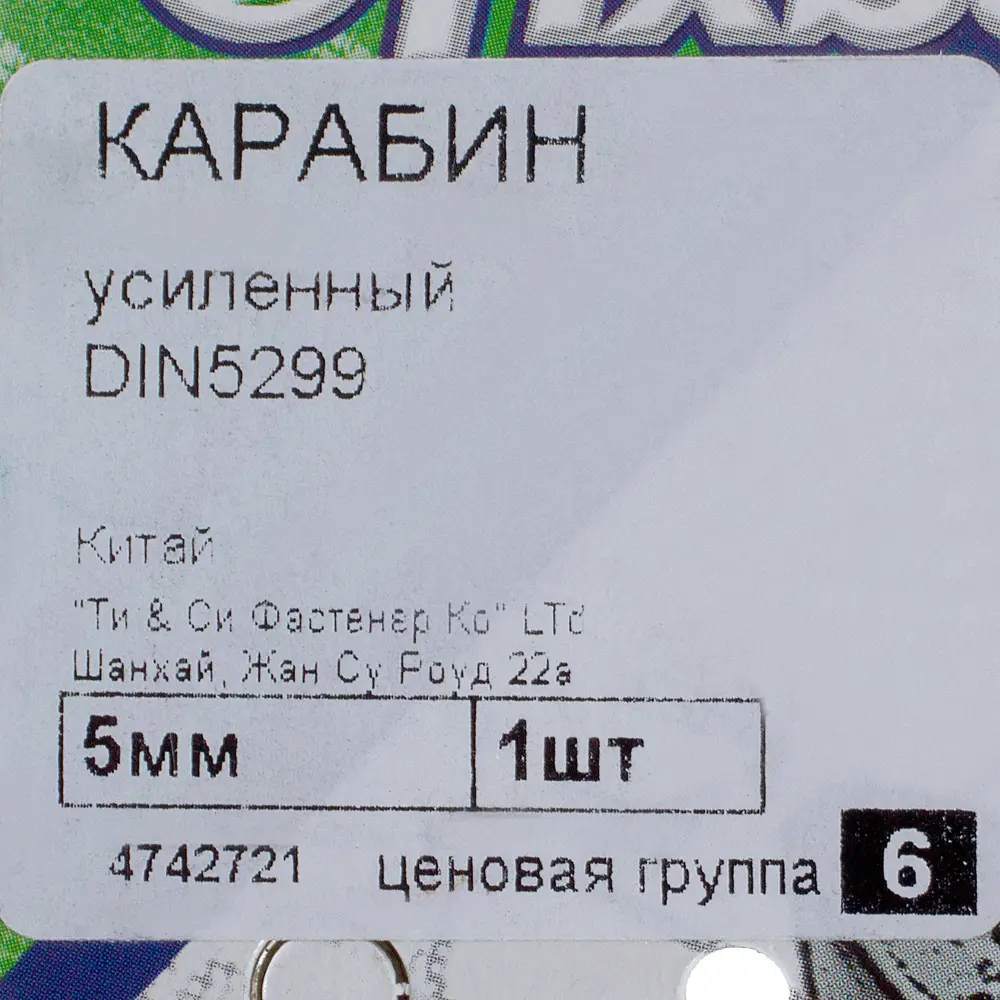 КАРАБИН
усиленный
DIN5299
Китай
"Ти & Си Фастенер Ко" LTd
Шанхай, Жан Су Роуд 22а
5мм 1шт
4742721 ценовая группа 6